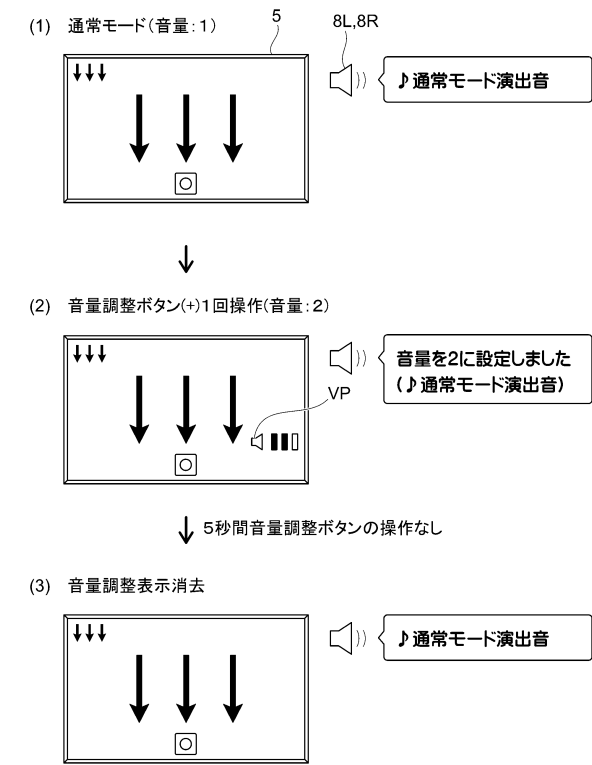 (1) 通常モード(音量:1)
5
8L,8R
♪通常モード演出音
(2) 音量調整ボタン(+)1回操作(音量:2)
音量を2に設定しました
(♪通常モード演出音)
VP
5秒間音量調整ボタンの操作なし
(3) 音量調整表示消去
♪通常モード演出音